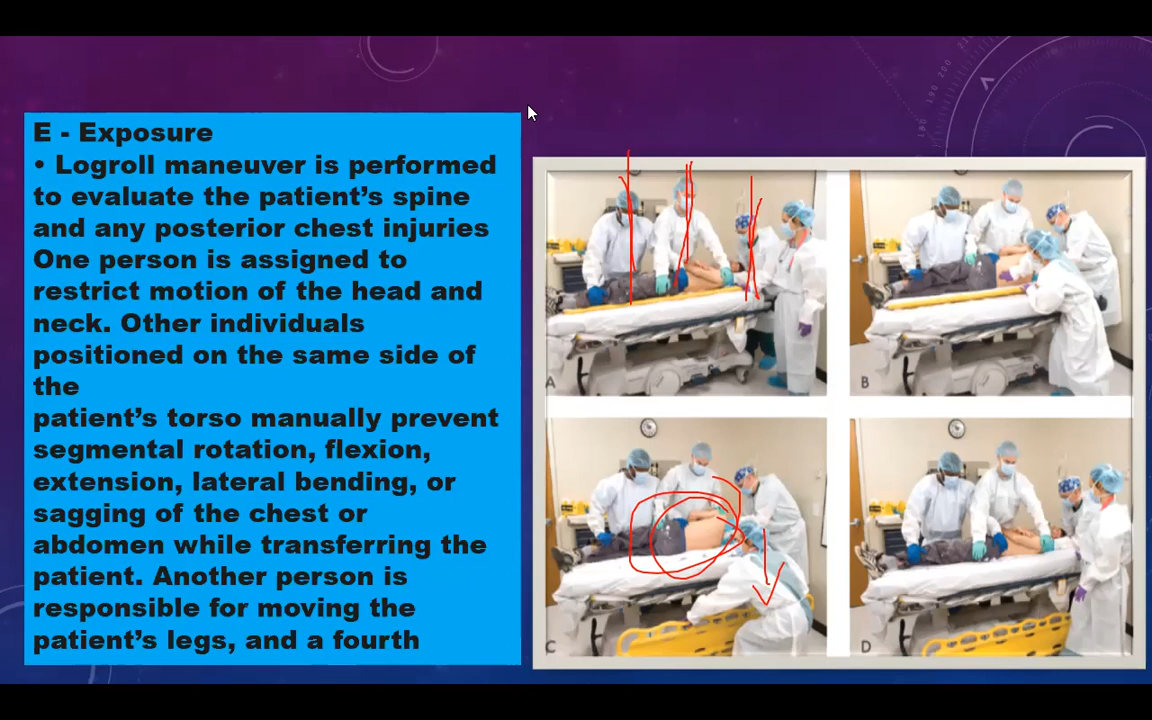 E - Exposure
• Logroll maneuver is performed
to evaluate the patient’s spine
and any posterior chest injuries
One person is assigned to
restrict motion of the head and
neck. Other individuals
positioned on the same side of
the
patient’s torso manually prevent
segmental rotation, flexion,
extension, lateral bending, or
sagging of the chest or
abdomen while transferring the
patient. Another person is
responsible for moving the
patient’s legs, and a fourth
A
B
C
D
190 200
180